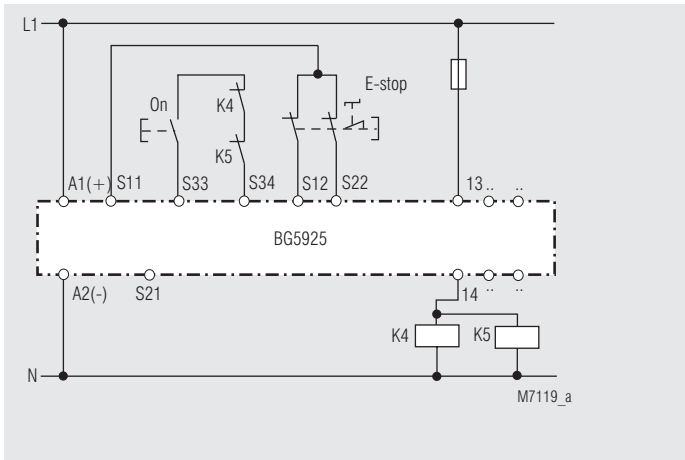 L1
E-stop
On
K4
K5
A1(+) S11 S33 S34 S12 S22 13 .. ..
BG5925
A2(-) S21 14 .. ..
K4 K5
N
M7119_a